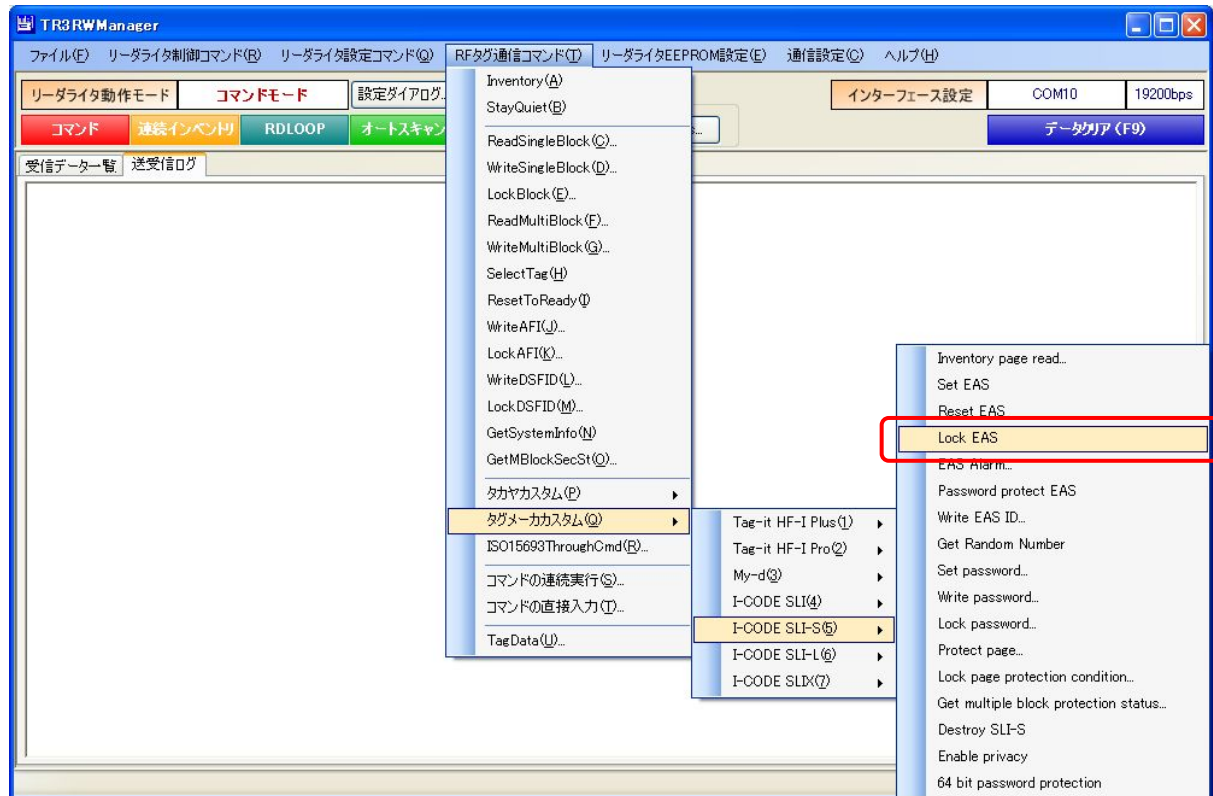 TR3RWManager
ファイル(F) リーダライタ制御コマンド(R) リーダライタ設定コマンド(Q) RFタグ通信コマンド(T) リーダライタEEPROM設定(E) 通信設定(C) ヘルプ(H)
リーダライタ動作モード コマンドモード 設定ダイアログ... インターフェース設定 COM10 19200bps
コマンド 連続インベントリ RDLOOP オートスキャン データクリア(F9)
受信データ一覧 送受信ログ
Inventory(A)
StayQuiet(B)
ReadSingleBlock(C)...
WriteSingleBlock(D)...
LockBlock(E)...
ReadMultiBlock(F)...
WriteMultiBlock(G)...
SelectTag(H)
ResetToReady(I)
WriteAFI(J)...
LockAFI(K)...
WriteDSFID(L)...
LockDSFID(M)...
GetSystemInfo(N)
GetMBlockSecSt(O)...
タカヤカスタム(P)
タグメーカカスタム(Q)
ISO15693ThroughCmd(R)...
コマンドの連続実行(S)...
コマンドの直接入力(T)...
TagData(U)...
Tag-it HF-I Plus(1)
Tag-it HF-I Pro(2)
My-d(3)
I-CODE SLI(4)
I-CODE SLI-S(5)
I-CODE SLI-L(6)
I-CODE SLIX(7)
Inventory page read...
Set EAS
Reset EAS
Lock EAS
EAS Alarm...
Password protect EAS
Write EAS ID...
Get Random Number
Set password...
Write password...
Lock password...
Protect page...
Lock page protection condition...
Get multiple block protection status...
Destroy SLI-S
Enable privacy
64 bit password protection